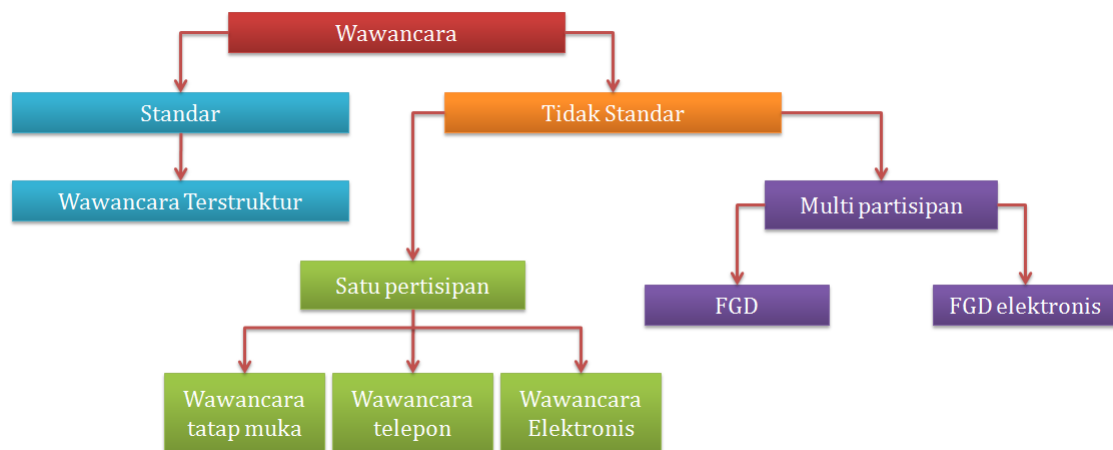 Wawancara
Standar
Tidak Standar
Wawancara Terstruktur
Multi partisipan
Satu pertisipan
FGD
FGD elektronis
Wawancara
tatap muka
Wawancara
telepon
Wawancara
Elektronis